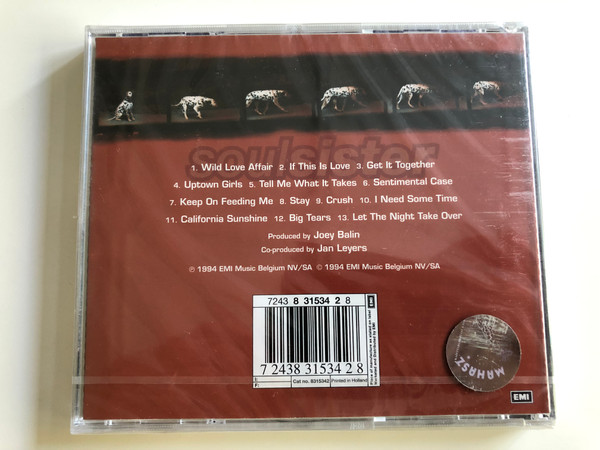 soulsister
1. Wild Love Affair 2. If This Is Love 3. Get It Together
4. Uptown Girls 5. Tell Me What It Takes 6. Sentimental Case
7. Keep On Feeding Me 8. Stay 9. Crush 10. I Need Some Time
11. California Sunshine 12. Big Tears 13. Let The Night Take Over
Produced by Joey Balin
Co-produced by Jan Leyers
℗ 1994 EMI Music Belgium NV/SA © 1994 EMI Music Belgium NV/SA
7243 8 31534 2 8
7 24383 15342 8
Cat no. 8315342 Printed in Holland
EMI
MAHASZ
EMI